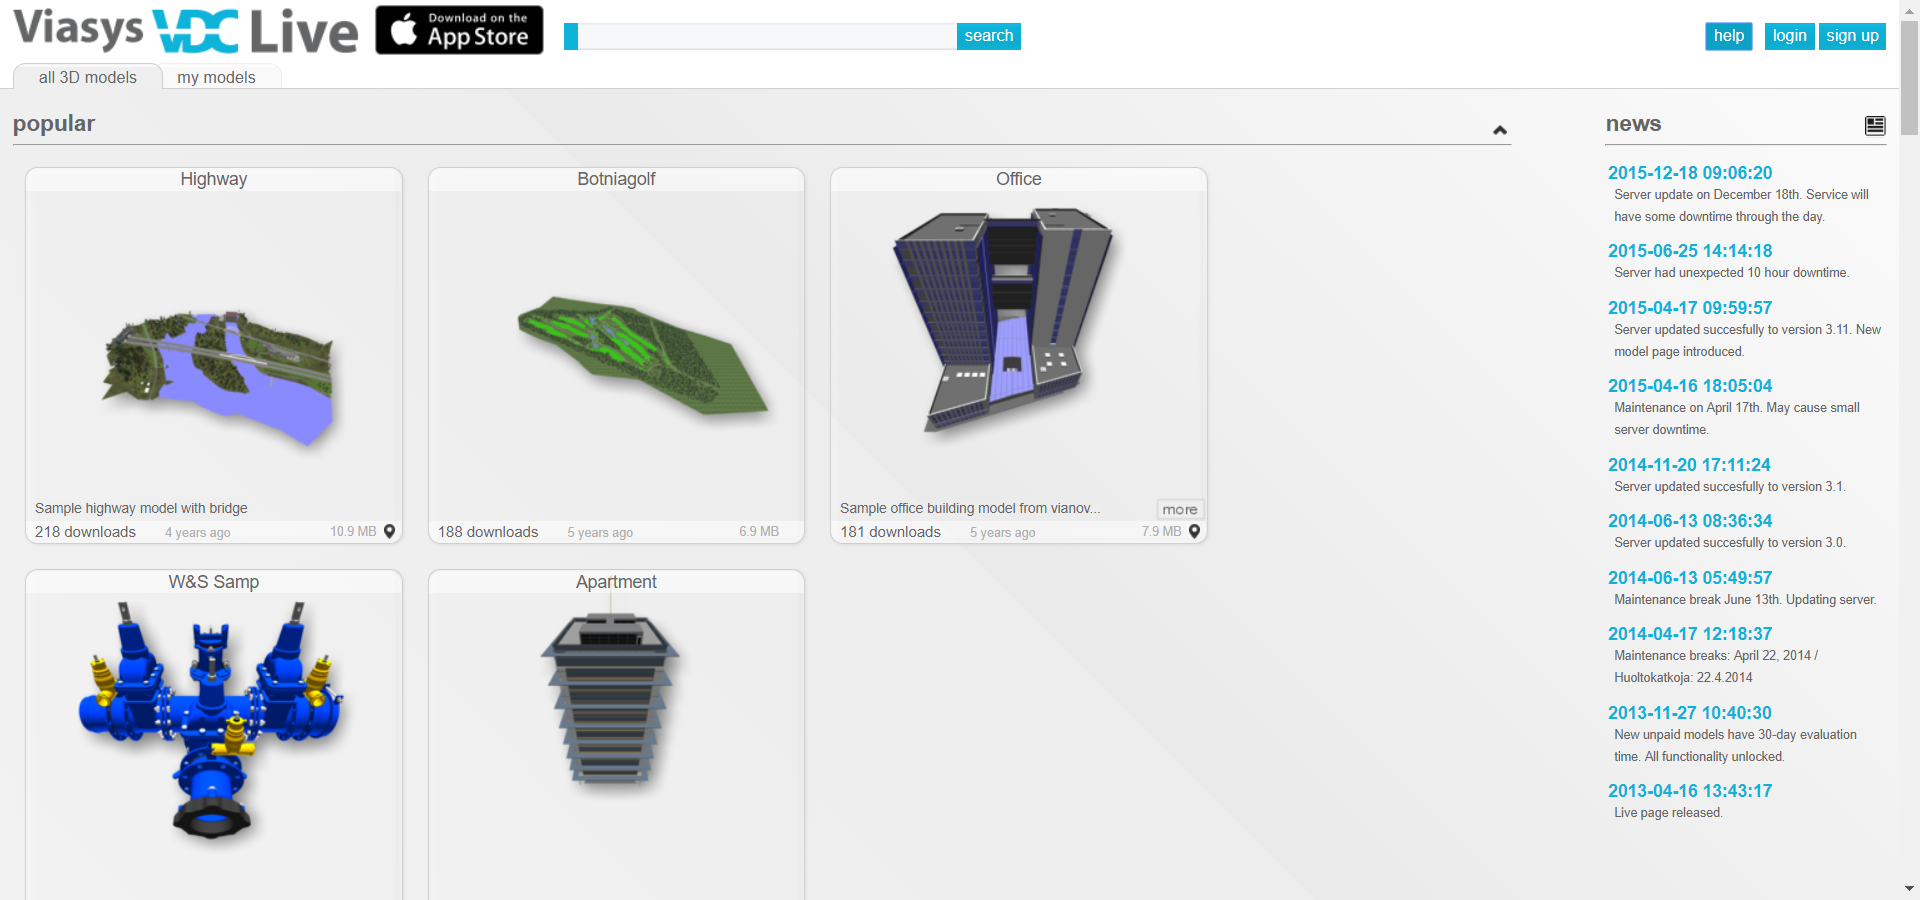 Viasys VDC Live
Download on the
App Store
search
help
login
sign up
all 3D models
my models
popular
news
Highway
Sample highway model with bridge
218 downloads
4 years ago
10.9 MB
Botniagolf
188 downloads
5 years ago
6.9 MB
Office
Sample office building model from vianov...
more
181 downloads
5 years ago
7.9 MB
W&S Samp
Apartment
2015-12-18 09:06:20
Server update on December 18th. Service will
have some downtime through the day.
2015-06-25 14:14:18
Server had unexpected 10 hour downtime.
2015-04-17 09:59:57
Server updated succesfully to version 3.11. New
model page introduced.
2015-04-16 18:05:04
Maintenance on April 17th. May cause small
server downtime.
2014-11-20 17:11:24
Server updated succesfully to version 3.1.
2014-06-13 08:36:34
Server updated succesfully to version 3.0.
2014-06-13 05:49:57
Maintenance break June 13th. Updating server.
2014-04-17 12:18:37
Maintenance breaks: April 22, 2014 /
Huoltokatkoja: 22.4.2014
2013-11-27 10:40:30
New unpaid models have 30-day evaluation
time. All functionality unlocked.
2013-04-16 13:43:17
Live page released.